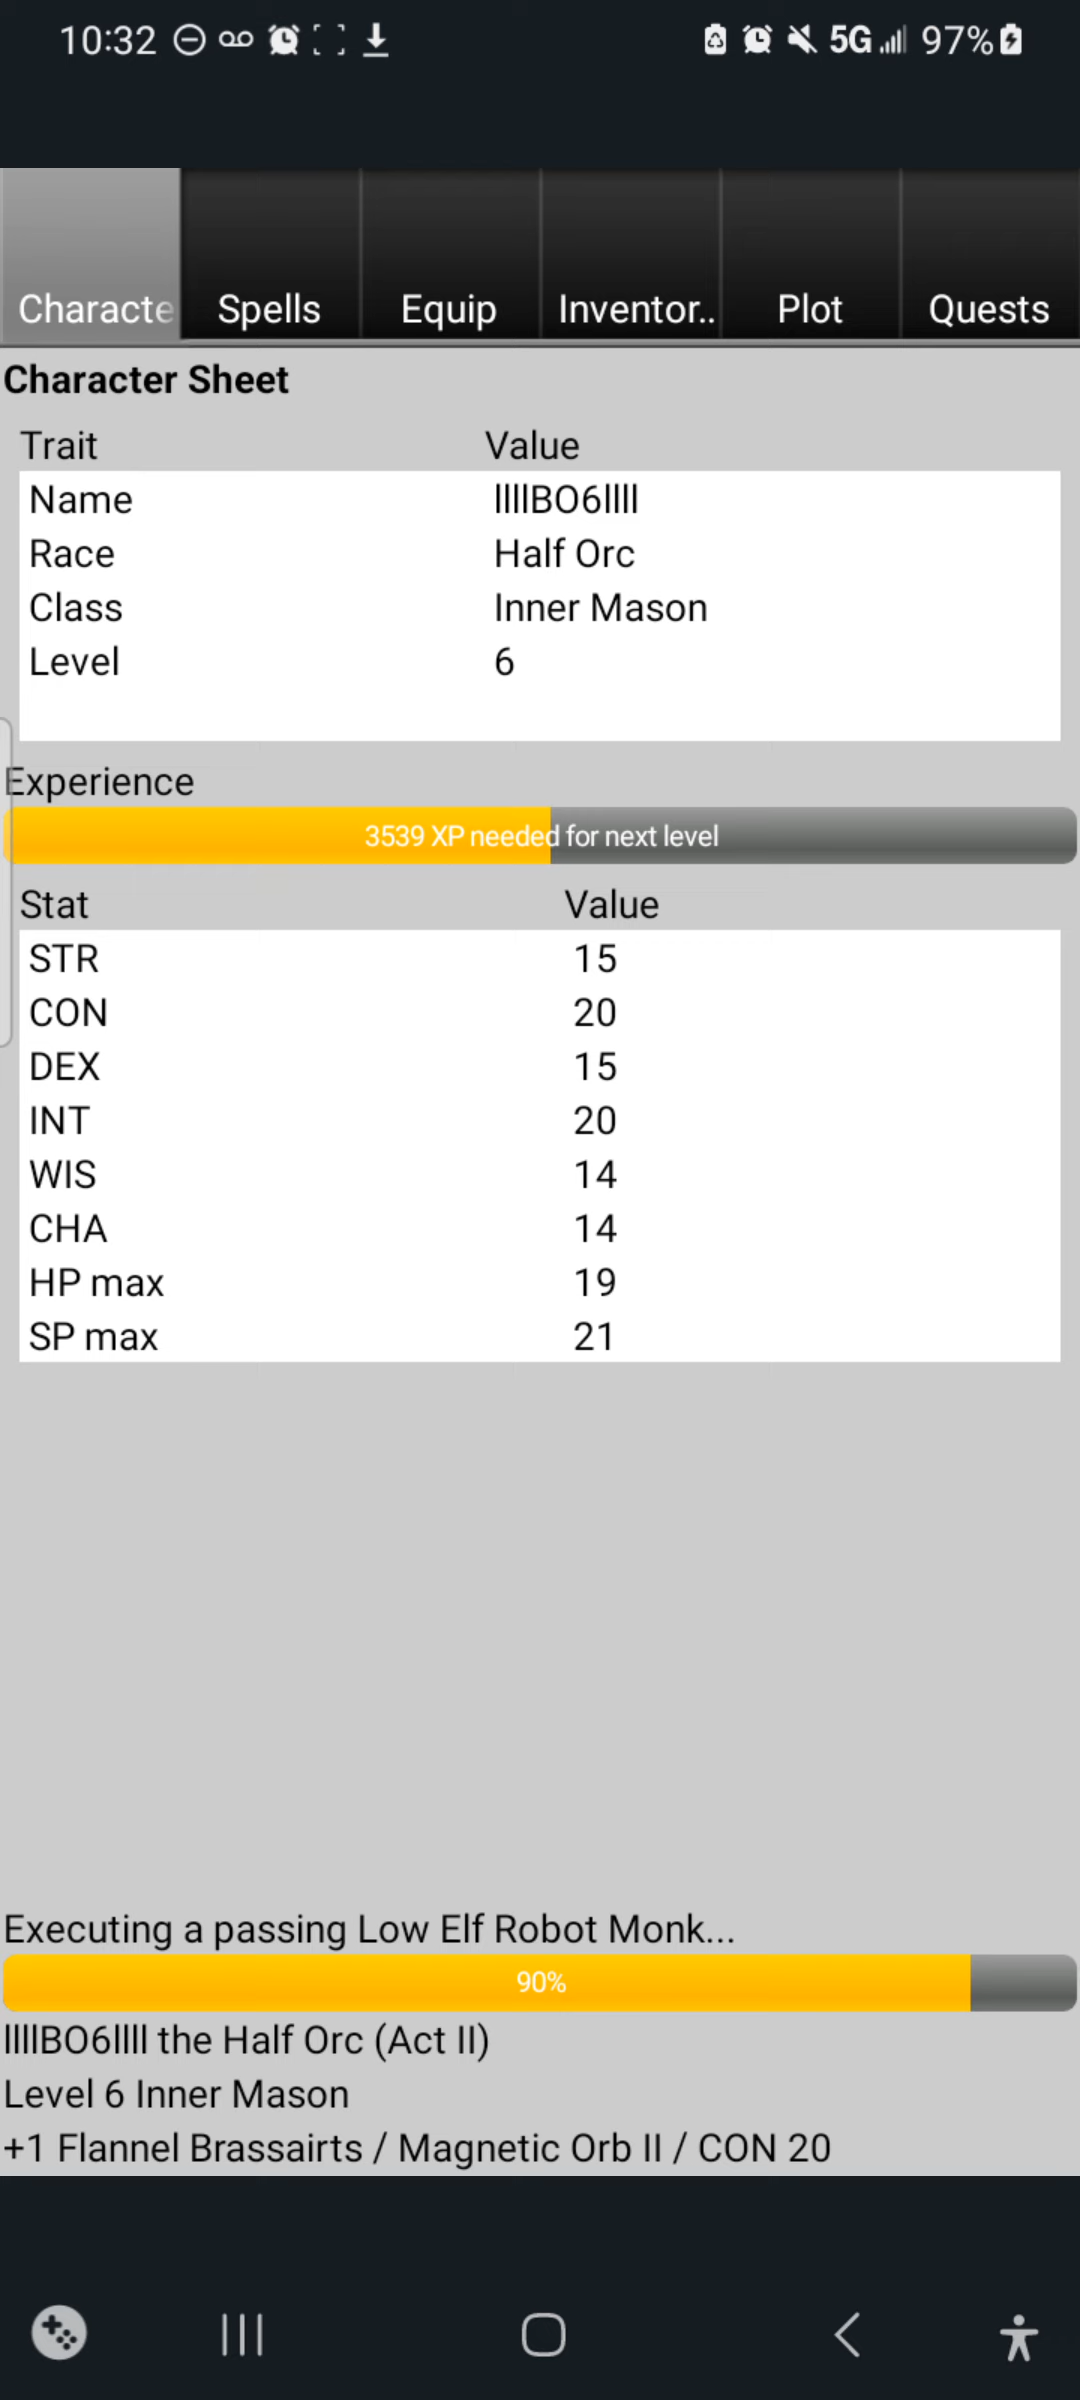 10:32 5G 97%
Characte Spells Equip Inventor.. Plot Quests
Character Sheet
Trait Value
Name llllBO6llll
Race Half Orc
Class Inner Mason
Level 6
Experience
3539 XP needed for next level
Stat Value
STR 15
CON 20
DEX 15
INT 20
WIS 14
CHA 14
HP max 19
SP max 21
Executing a passing Low Elf Robot Monk...
90%
llllBO6llll the Half Orc (Act II)
Level 6 Inner Mason
+1 Flannel Brassairts / Magnetic Orb II / CON 20